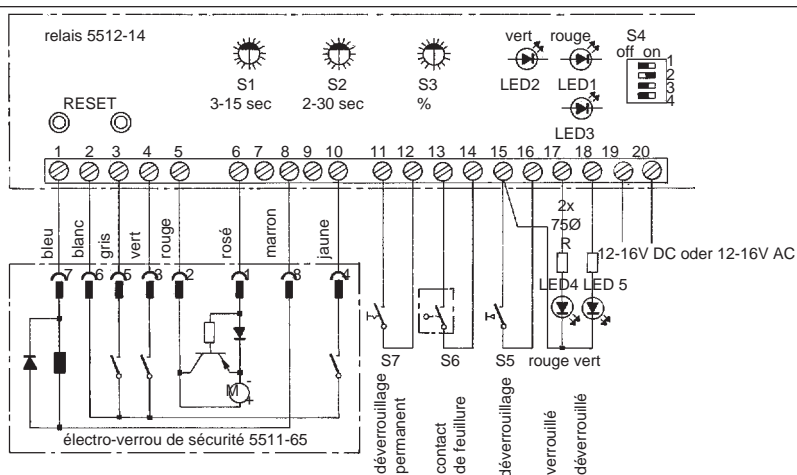 relais 5512-14
vert rouge S4
off on
S1 S2 S3 LED2 LED1
3-15 sec 2-30 sec %
1
2
3
4
LED3
RESET
1 2 3 4 5 6 7 8 9 10 11 12 13 14 15 16 17 18 19 20
bleu
blanc
gris
vert
rouge
rosé
marron
jaune
2x
75Ø
R
12-16V DC oder 12-16V AC
7 6 5 3 2 1 8 4
LED4 LED 5
M - +
S7 S6 S5 rouge vert
électro-verrou de sécurité 5511-65
déverrouillage
permanent
contact
de feuillure
déverrouillage
verrouillé
déverrouillé